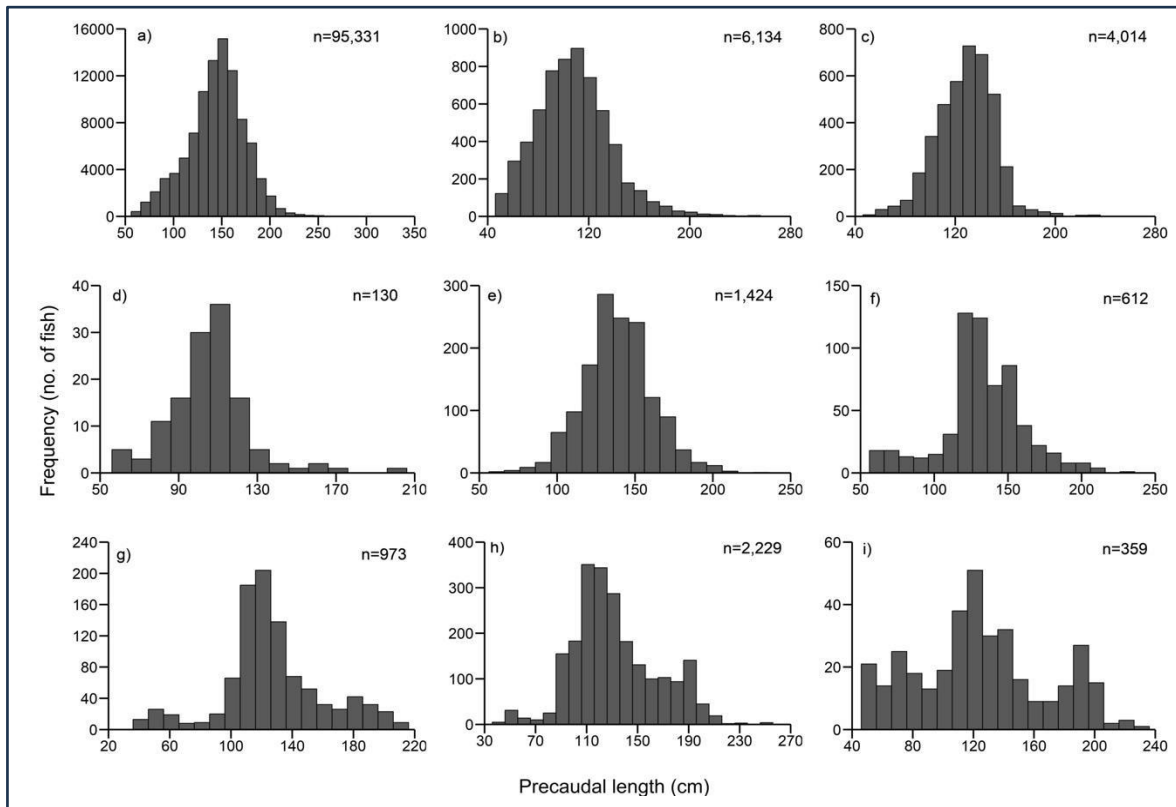 a) n=95,331
16000
12000
8000
4000
0
50 100 150 200 250 300 350
b) n=6,134
1000
800
600
400
200
0
40 120 200 280
c) n=4,014
800
600
400
200
0
40 120 200 280
d) n=130
40
30
20
10
0
50 90 130 170 210
e) n=1,424
300
200
100
0
50 100 150 200 250
f) n=612
150
100
50
0
50 100 150 200 250
g) n=973
240
200
160
120
80
40
0
20 60 100 140 180 220
h) n=2,229
400
300
200
100
0
30 70 110 150 190 230 270
i) n=359
60
40
20
0
40 80 120 160 200 240
Frequency (no. of fish)
Precaudal length (cm)